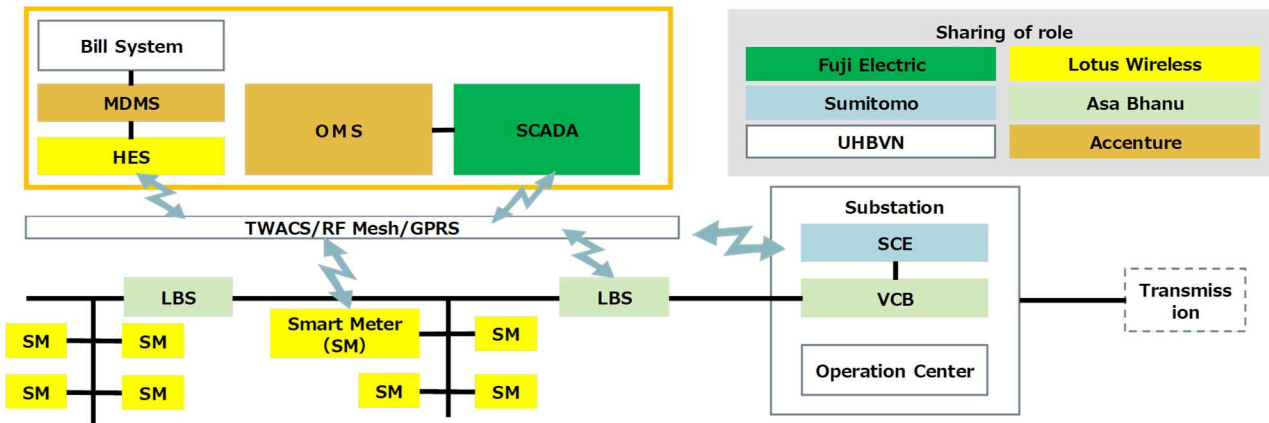 Bill System
MDMS
HES
OMS
SCADA
Sharing of role
Fuji Electric
Lotus Wireless
Sumitomo
Asa Bhanu
UHBVN
Accenture
TWACS/RF Mesh/GPRS
Substation
SCE
VCB
Operation Center
Transmiss
ion
LBS
LBS
Smart Meter
(SM)
SM
SM
SM
SM
SM
SM
SM